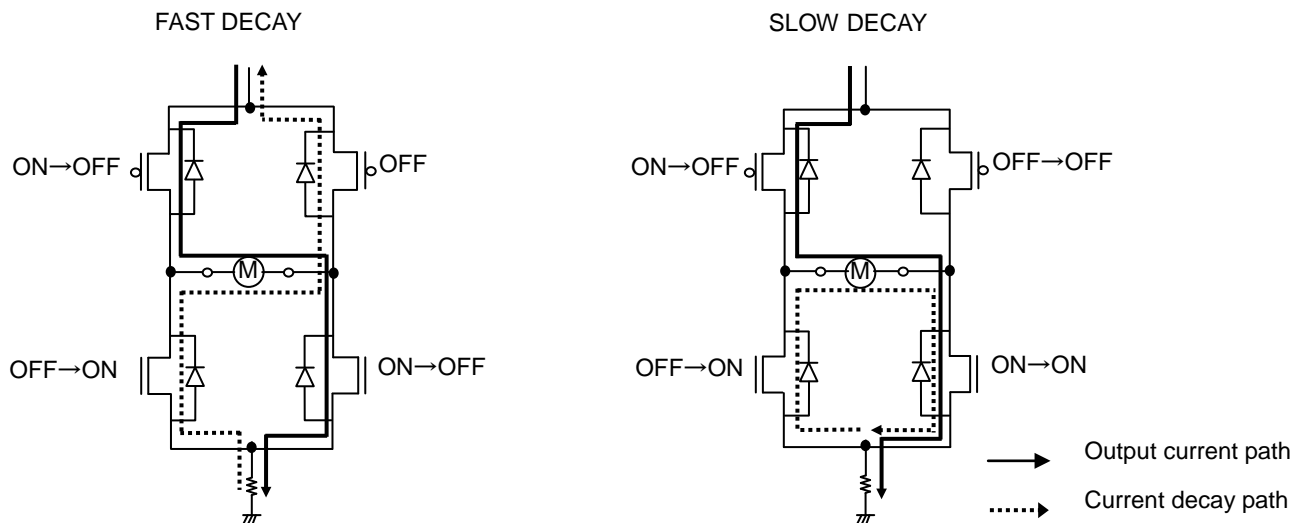 FAST DECAY
SLOW DECAY
ON→OFF
OFF
ON→OFF
OFF→OFF
M
M
OFF→ON
ON→OFF
OFF→ON
ON→ON
Output current path
Current decay path